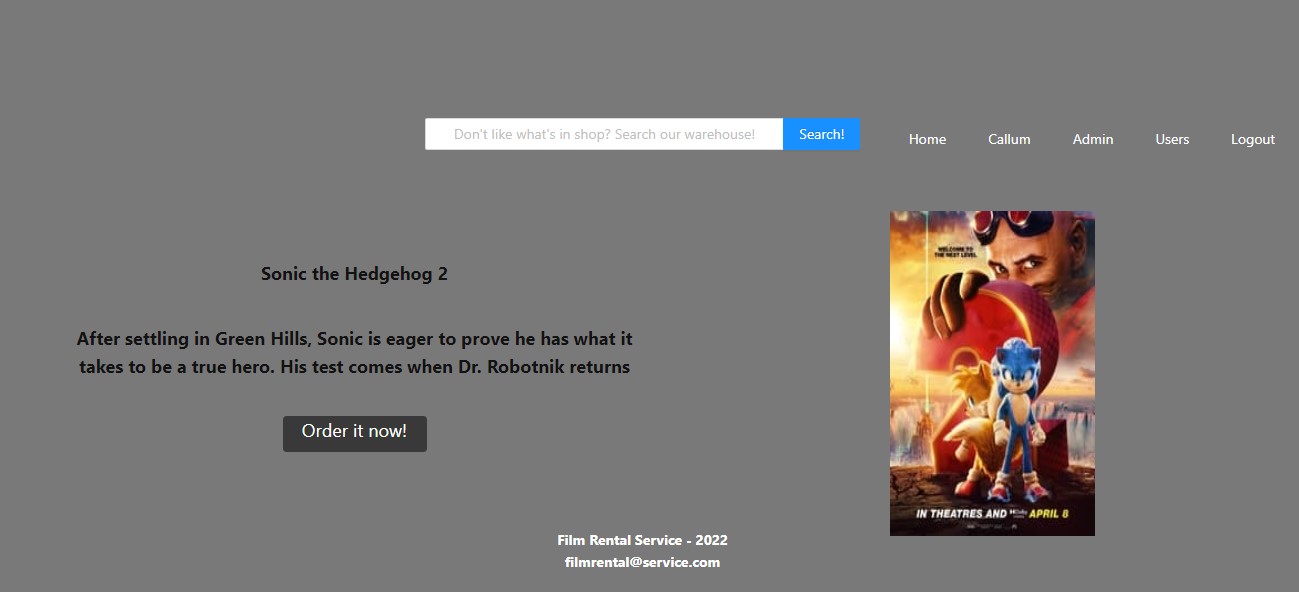 Don't like what's in shop? Search our warehouse!
Search!
Home
Callum
Admin
Users
Logout
Sonic the Hedgehog 2
After settling in Green Hills, Sonic is eager to prove he has what it
takes to be a true hero. His test comes when Dr. Robotnik returns
Order it now!
WELCOME TO
THE NEXT LEVEL
IN THEATRES AND
APRIL 8
Film Rental Service - 2022
filmrental@service.com